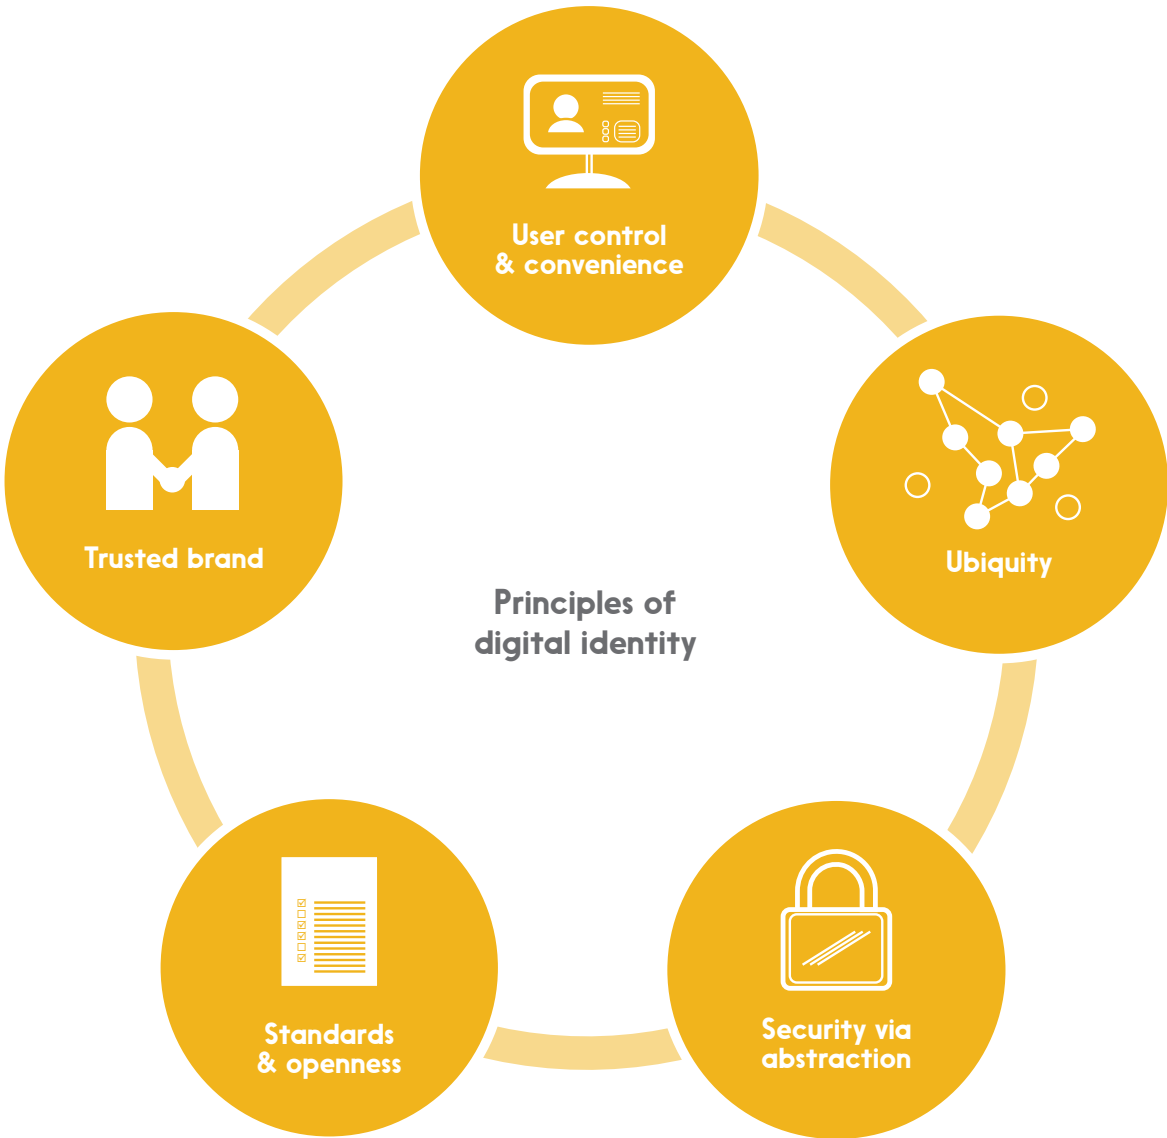 User control
& convenience
Trusted brand
Ubiquity
Principles of
digital identity
Standards
& openness
Security via
abstraction